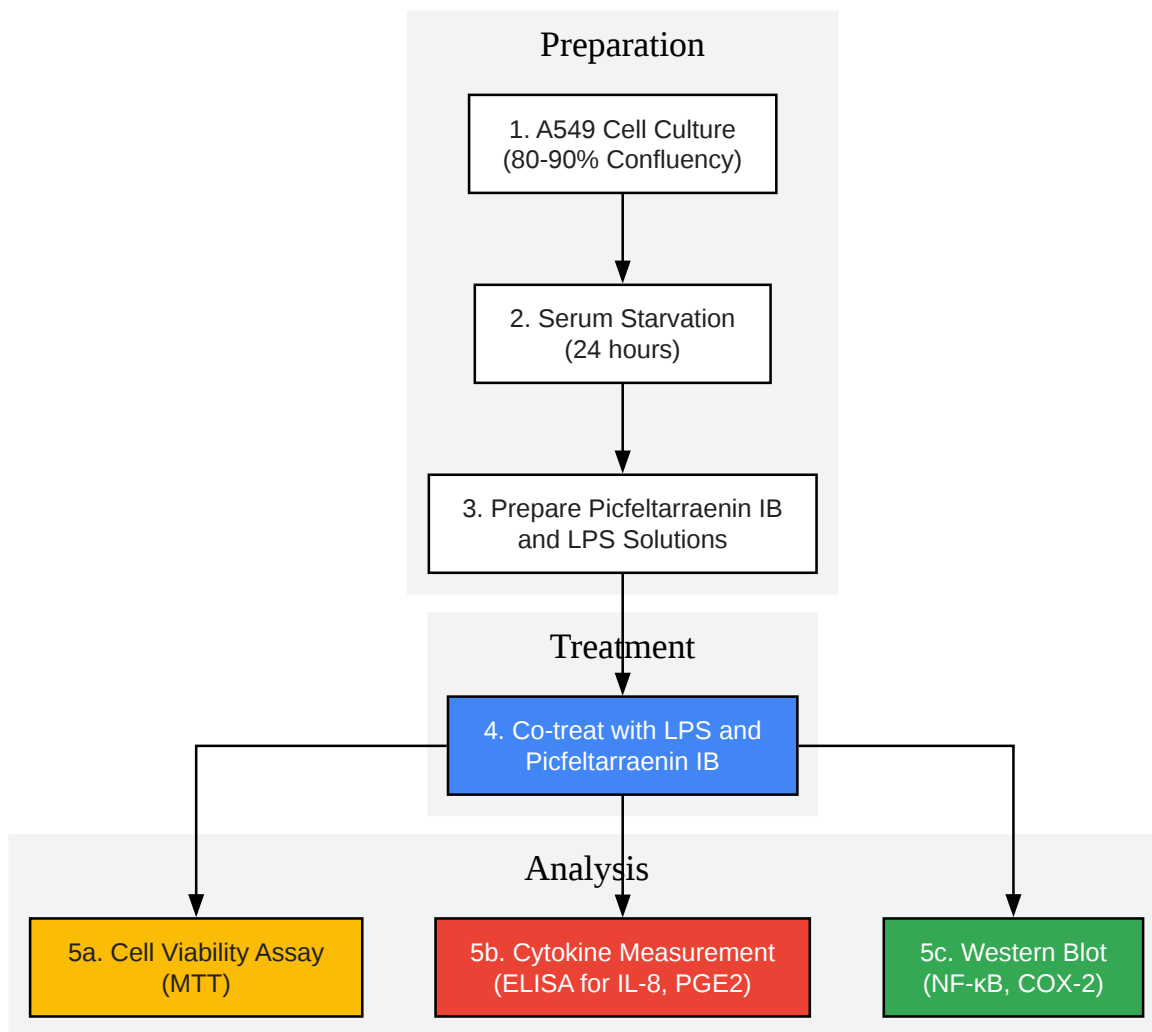 Preparation
1. A549 Cell Culture
(80-90% Confluency)
2. Serum Starvation
(24 hours)
3. Prepare Picfeltarraenin IB
and LPS Solutions
Treatment
4. Co-treat with LPS and
Picfeltarraenin IB
Analysis
5a. Cell Viability Assay
(MTT)
5b. Cytokine Measurement
(ELISA for IL-8, PGE2)
5c. Western Blot
(NF-κB, COX-2)